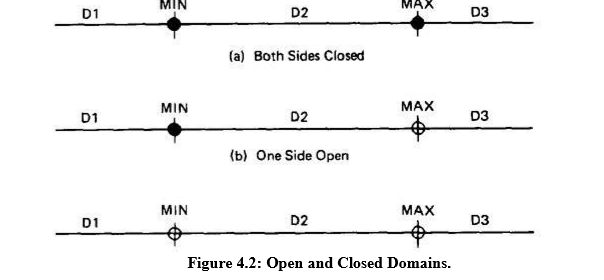 MIN MAX
D1 D2 D3
(a) Both Sides Closed
MIN MAX
D1 D2 D3
(b) One Side Open
MIN MAX
D1 D2 D3
Figure 4.2: Open and Closed Domains.